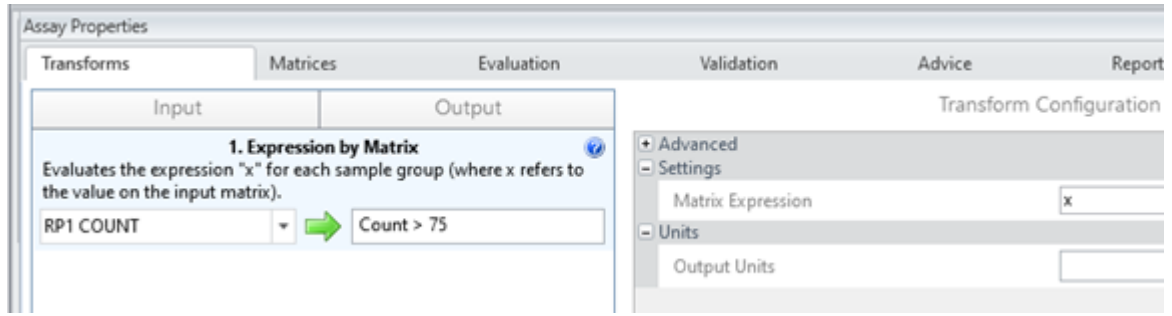 Assay Properties
Transforms Matrices Evaluation Validation Advice Report
Input Output
Transform Configuration
1. Expression by Matrix
Evaluates the expression "x" for each sample group (where x refers to
the value on the input matrix).
RP1 COUNT Count > 75
Advanced
Settings
Matrix Expression x
Units
Output Units